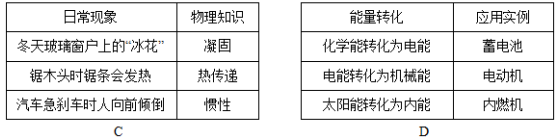 日常现象 物理知识
冬天玻璃窗户上的“冰花” 凝固
锯木头时锯条会发热 热传递
汽车急刹车时人向前倾倒 惯性
C
能量转化 应用实例
化学能转化为电能 蓄电池
电能转化为机械能 电动机
太阳能转化为内能 内燃机
D